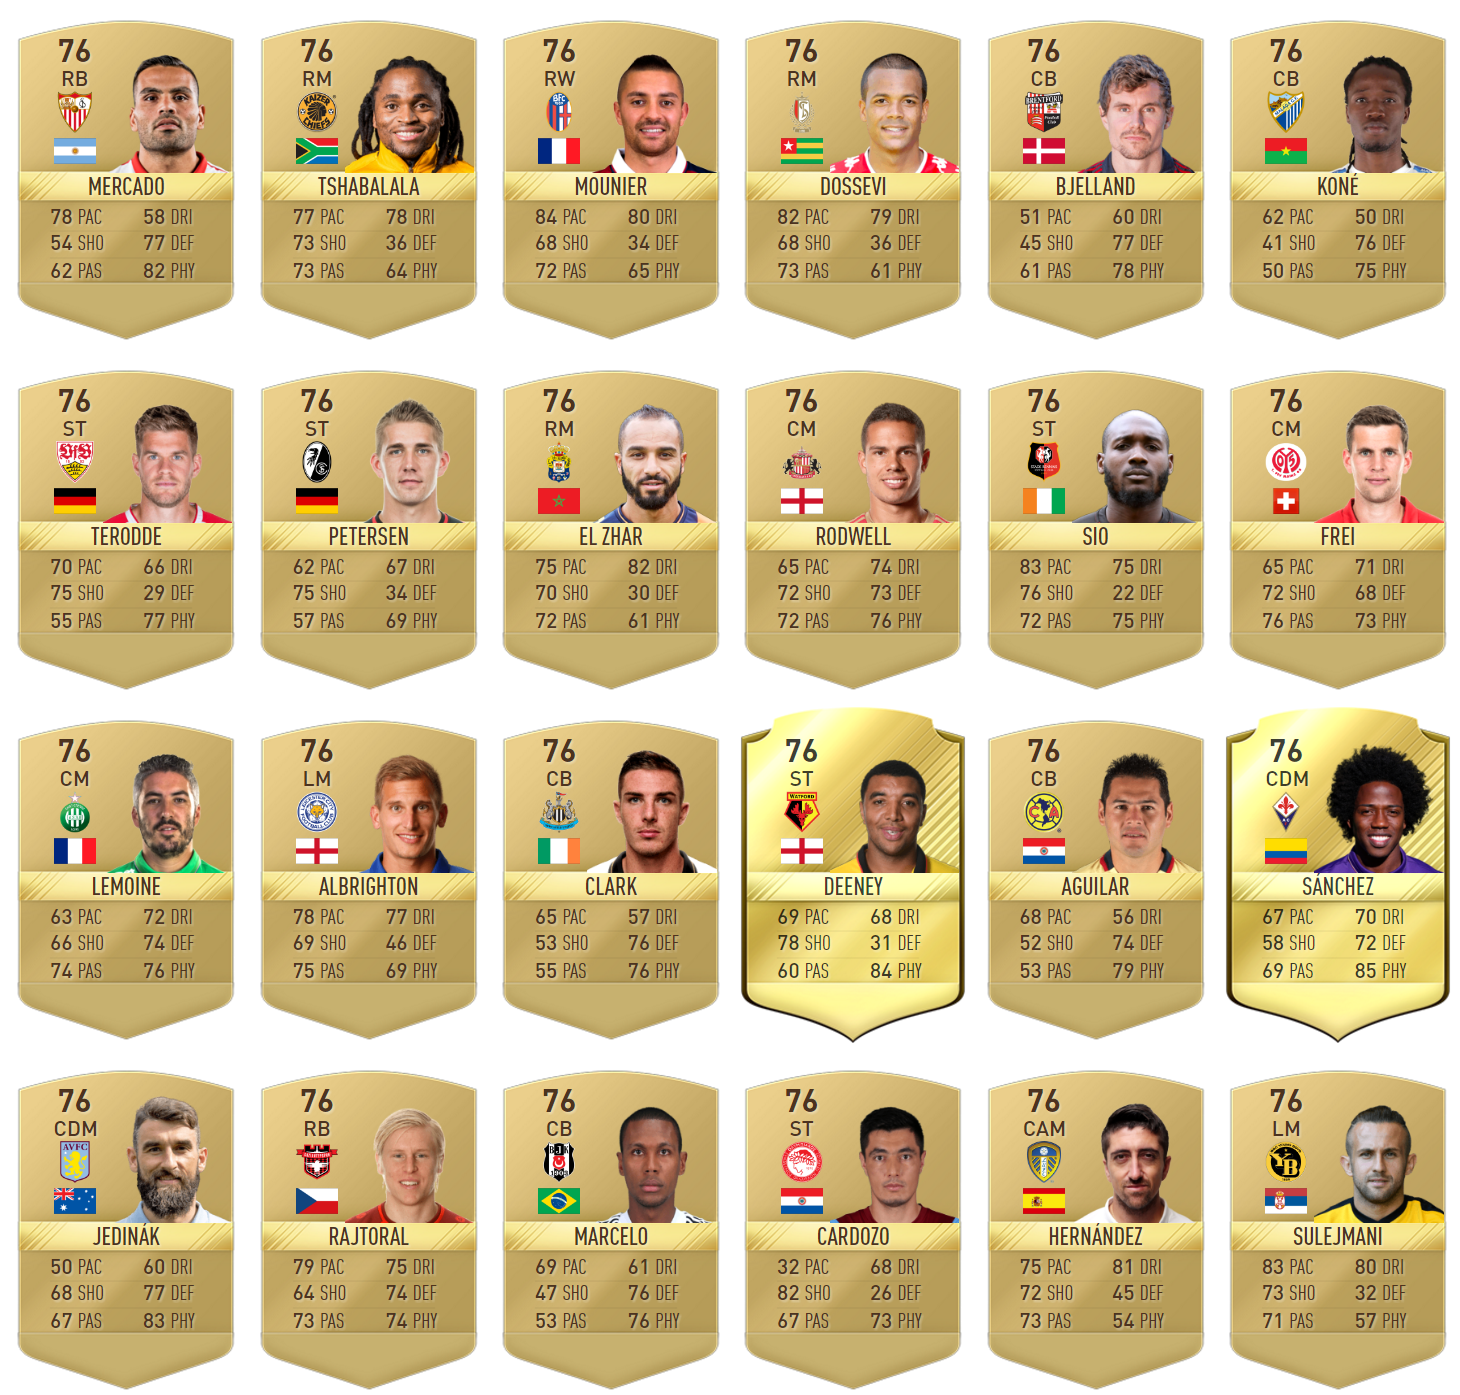 76 76 76 76 76 76
RB RM RW RM CB CB
KAIZER CHIEFS BFC BRENTFORD
MERCADO TSHABALALA MOUNIER DOSSEVI BJELLAND KONÉ
78 PAC 58 DRI 77 PAC 78 DRI 84 PAC 80 DRI 82 PAC 79 DRI 51 PAC 60 DRI 62 PAC 50 DRI
54 SHO 77 DEF 73 SHO 36 DEF 68 SHO 34 DEF 68 SHO 36 DEF 45 SHO 77 DEF 41 SHO 76 DEF
62 PAS 82 PHY 73 PAS 64 PHY 72 PAS 65 PHY 73 PAS 61 PHY 61 PAS 78 PHY 50 PAS 75 PHY
76 76 76 76 76 76
ST ST RM CM ST CM
TERODDE PETERSEN EL ZHAR RODWELL SIO FREI
70 PAC 66 DRI 62 PAC 67 DRI 75 PAC 82 DRI 65 PAC 74 DRI 83 PAC 75 DRI 65 PAC 71 DRI
75 SHO 29 DEF 75 SHO 34 DEF 70 SHO 30 DEF 72 SHO 73 DEF 76 SHO 22 DEF 72 SHO 68 DEF
55 PAS 77 PHY 57 PAS 69 PHY 72 PAS 61 PHY 72 PAS 76 PHY 72 PAS 75 PHY 76 PAS 73 PHY
76 76 76 76 76 76
CM LM CB ST CB CDM
LEICESTER CITY FOOTBALL CLUB WATFORD
LEMOINE ALBRIGHTON CLARK DEENEY AGUILAR SÁNCHEZ
63 PAC 72 DRI 78 PAC 77 DRI 65 PAC 57 DRI 69 PAC 68 DRI 68 PAC 56 DRI 67 PAC 70 DRI
66 SHO 74 DEF 69 SHO 46 DEF 53 SHO 76 DEF 78 SHO 31 DEF 52 SHO 74 DEF 58 SHO 72 DEF
74 PAS 76 PHY 75 PAS 69 PHY 55 PAS 76 PHY 60 PAS 84 PHY 53 PAS 79 PHY 69 PAS 85 PHY
76 76 76 76 76 76
CDM RB CB ST CAM LM
AVFC BJK 1903 YB
JEDINÁK RAJTORAL MARCELO CARDOZO HERNÁNDEZ SULEJMANI
50 PAC 60 DRI 79 PAC 75 DRI 69 PAC 61 DRI 32 PAC 68 DRI 75 PAC 81 DRI 83 PAC 80 DRI
68 SHO 77 DEF 64 SHO 74 DEF 47 SHO 76 DEF 82 SHO 26 DEF 72 SHO 45 DEF 73 SHO 32 DEF
67 PAS 83 PHY 73 PAS 74 PHY 53 PAS 76 PHY 67 PAS 73 PHY 73 PAS 54 PHY 71 PAS 57 PHY